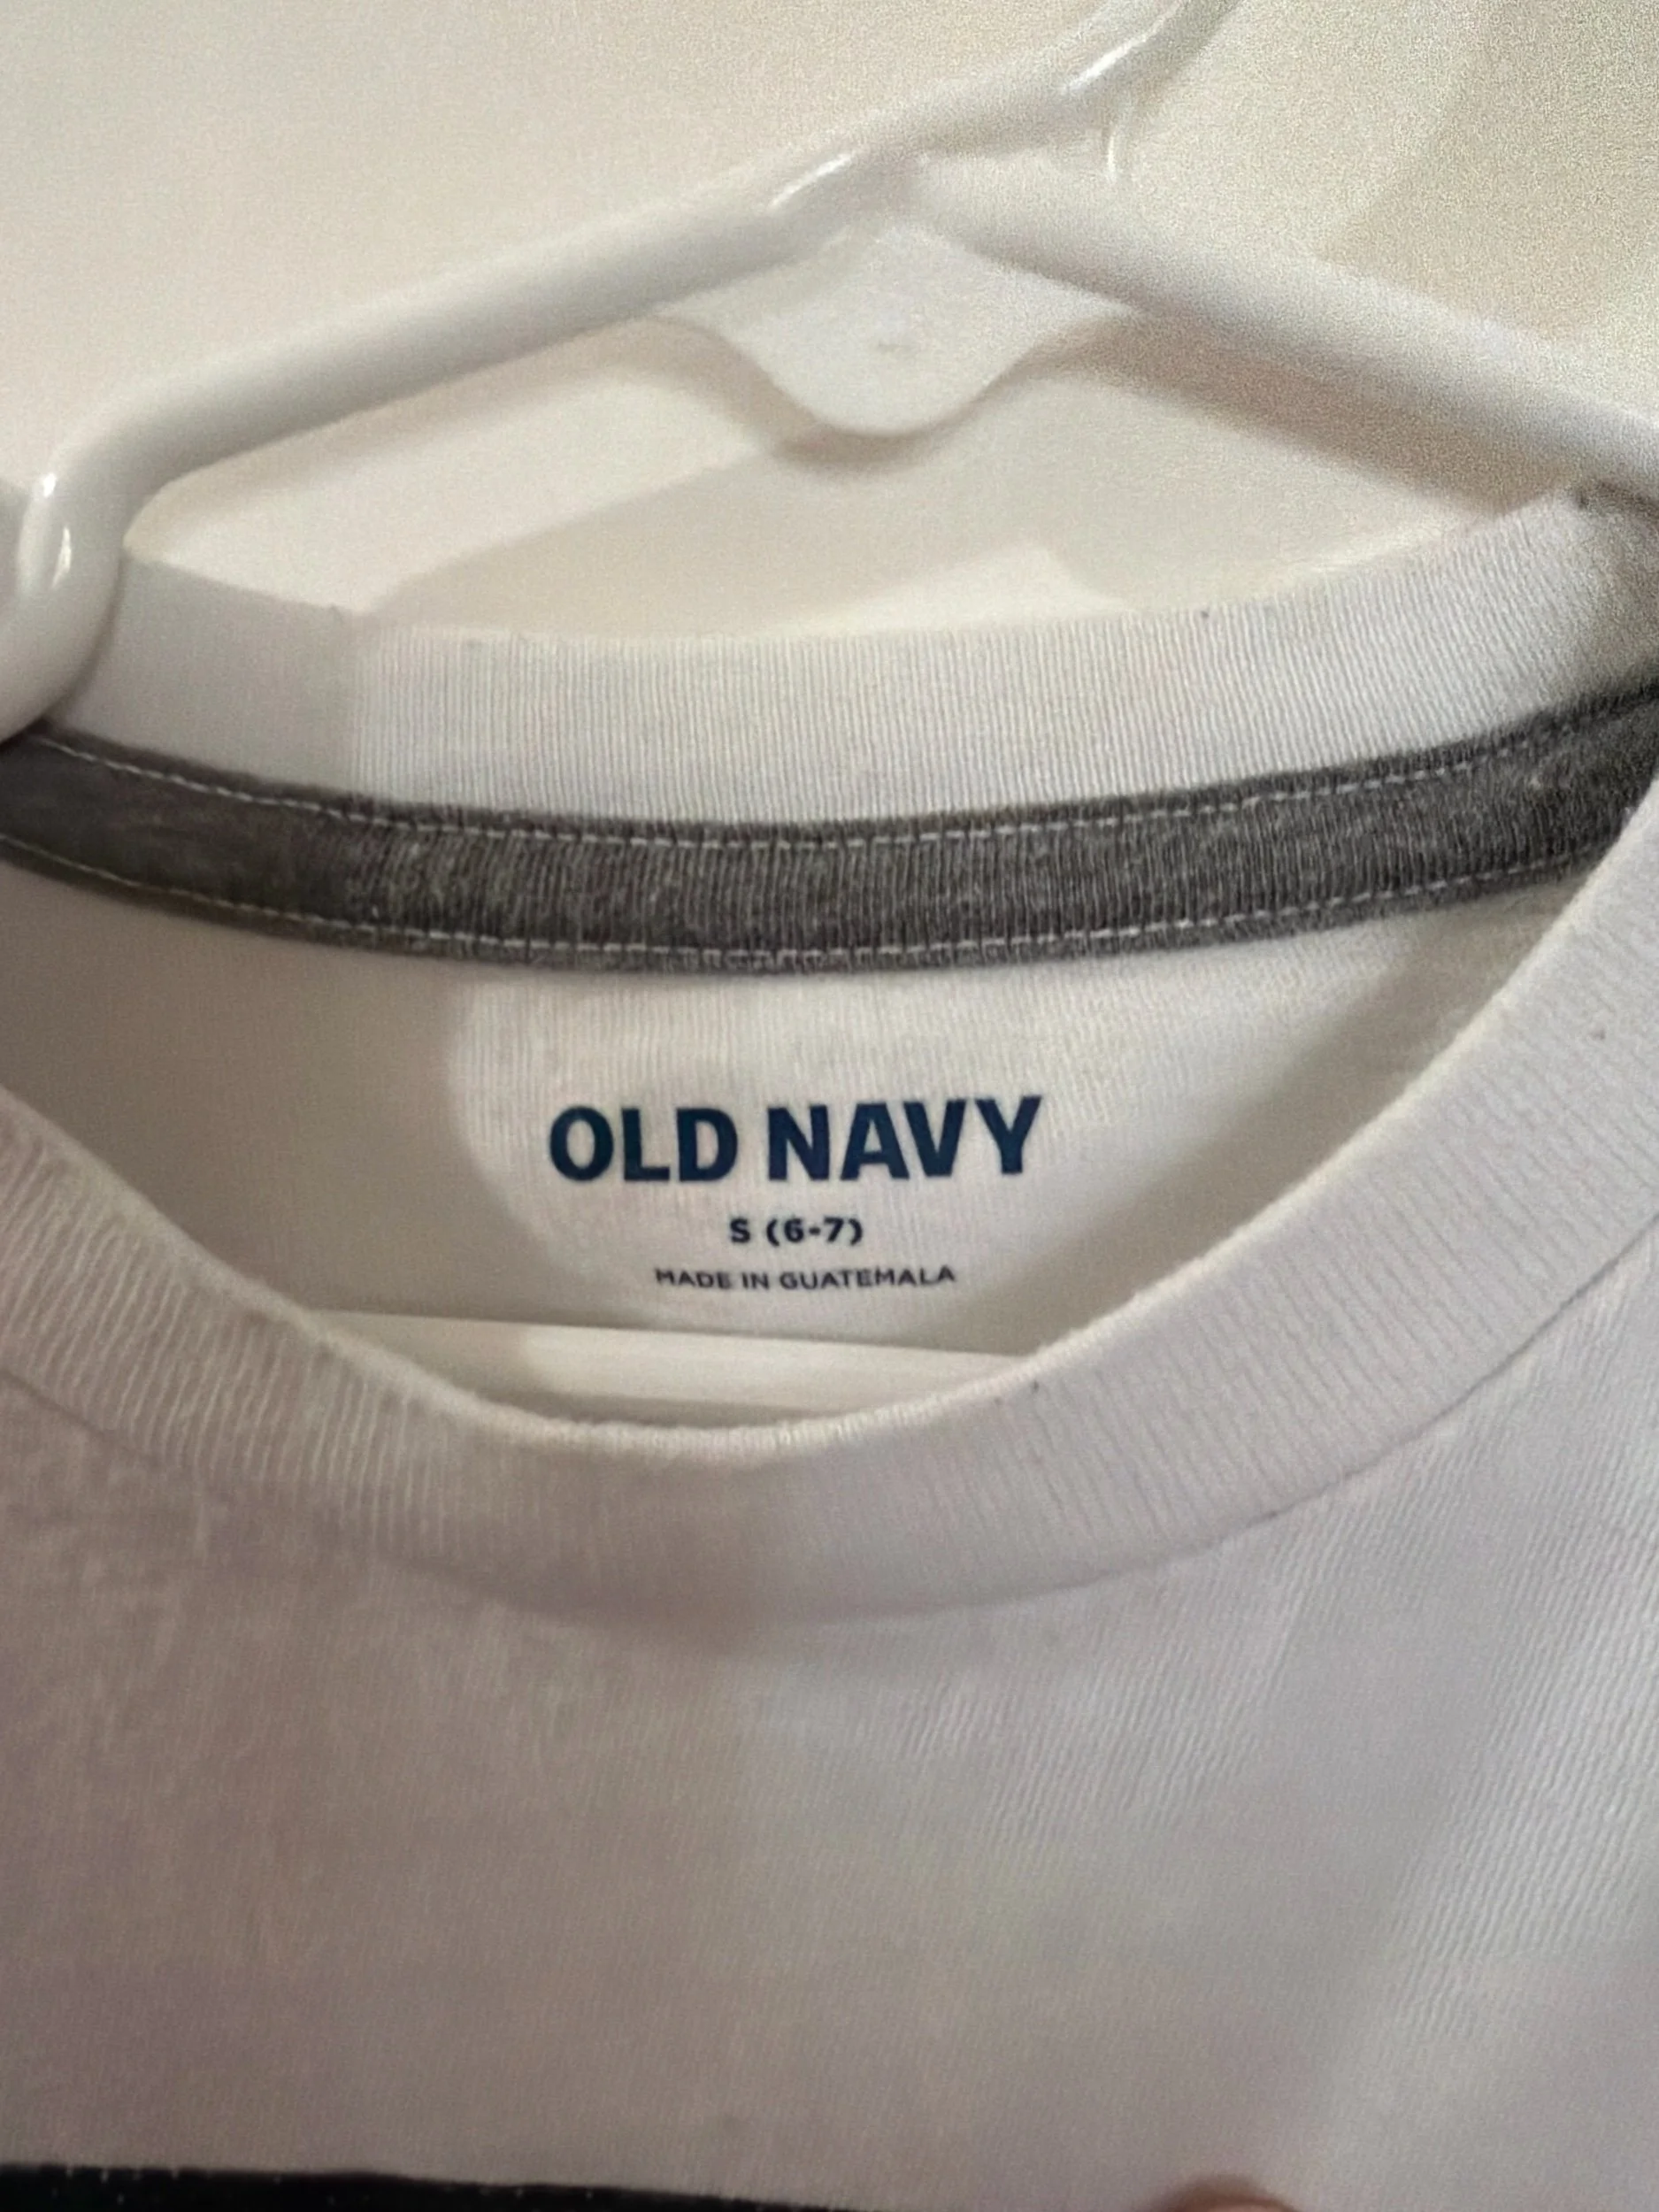 OLD NAVY
S (6-7)
MADE IN GUATEMALA